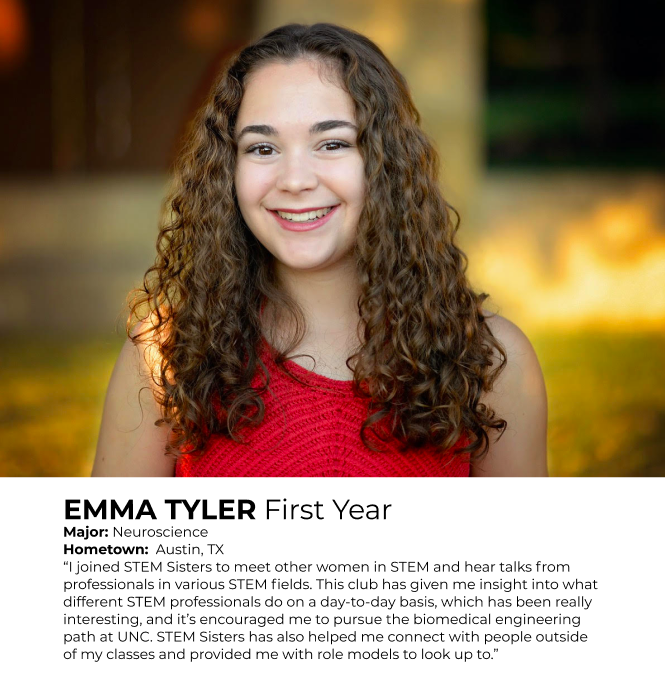 EMMA TYLER First Year
Major: Neuroscience
Hometown:  Austin, TX
“I joined STEM Sisters to meet other women in STEM and hear talks from
professionals in various STEM fields. This club has given me insight into what
different STEM professionals do on a day-to-day basis, which has been really
interesting, and it’s encouraged me to pursue the biomedical engineering
path at UNC. STEM Sisters has also helped me connect with people outside
of my classes and provided me with role models to look up to.”